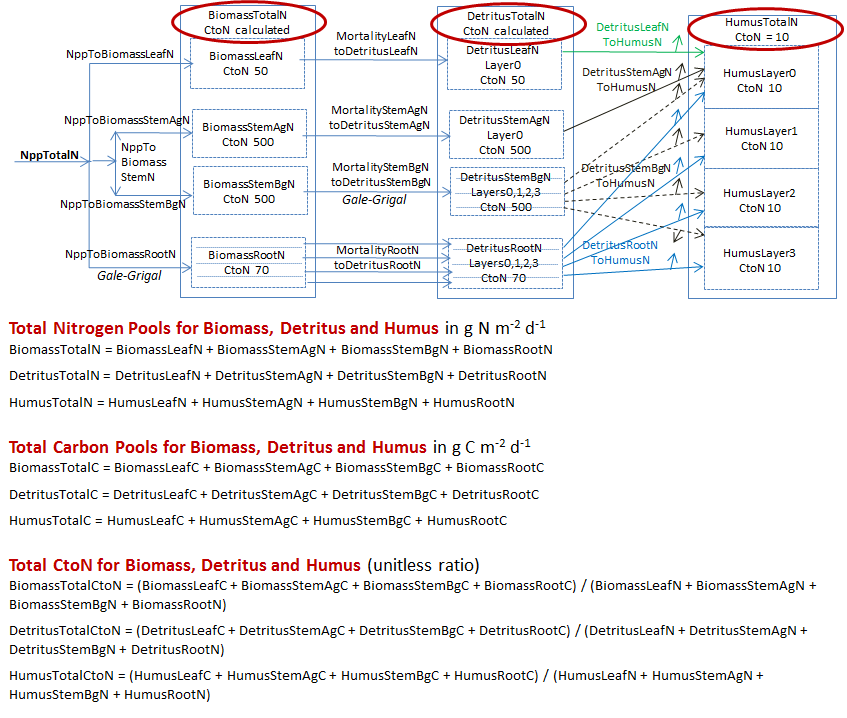 BiomassTotalN
CtoN calculated
DetritusTotalN
CtoN calculated
HumusTotalN
CtoN = 10
NppToBiomassLeafN
BiomassLeafN
CtoN 50
MortalityLeafN
toDetritusLeafN
DetritusLeafN
Layer0
CtoN 50
DetritusLeafN
ToHumusN
HumusLayer0
CtoN 10
NppToBiomassStemAgN
BiomassStemAgN
CtoN 500
MortalityStemAgN
toDetritusStemAgN
DetritusStemAgN
Layer0
CtoN 500
DetritusStemAgN
ToHumusN
HumusLayer1
CtoN 10
NppTotalN
NppTo
Biomass
StemN
NppToBiomassStemBgN
BiomassStemBgN
CtoN 500
MortalityStemBgN
toDetritusStemBgN
Gale-Grigal
DetritusStemBgN
Layers0,1,2,3
CtoN 500
DetritusStemBgN
ToHumusN
HumusLayer2
CtoN 10
NppToBiomassRootN
Gale-Grigal
BiomassRootN
CtoN 70
MortalityRootN
toDetritusRootN
DetritusRootN
Layers0,1,2,3
CtoN 70
DetritusRootN
ToHumusN
HumusLayer3
CtoN 10
Total Nitrogen Pools for Biomass, Detritus and Humus in g N m-2 d-1
BiomassTotalN = BiomassLeafN + BiomassStemAgN + BiomassStemBgN + BiomassRootN
DetritusTotalN = DetritusLeafN + DetritusStemAgN + DetritusStemBgN + DetritusRootN
HumusTotalN = HumusLeafN + HumusStemAgN + HumusStemBgN + HumusRootN
Total Carbon Pools for Biomass, Detritus and Humus in g C m-2 d-1
BiomassTotalC = BiomassLeafC + BiomassStemAgC + BiomassStemBgC + BiomassRootC
DetritusTotalC = DetritusLeafC + DetritusStemAgC + DetritusStemBgC + DetritusRootC
HumusTotalC = HumusLeafC + HumusStemAgC + HumusStemBgC + HumusRootC
Total CtoN for Biomass, Detritus and Humus (unitless ratio)
BiomassTotalCtoN = (BiomassLeafC + BiomassStemAgC + BiomassStemBgC + BiomassRootC) / (BiomassLeafN + BiomassStemAgN +
BiomassStemBgN + BiomassRootN)
DetritusTotalCtoN = (DetritusLeafC + DetritusStemAgC + DetritusStemBgC + DetritusRootC) / (DetritusLeafN + DetritusStemAgN +
DetritusStemBgN + DetritusRootN)
HumusTotalCtoN = (HumusLeafC + HumusStemAgC + HumusStemBgC + HumusRootC) / (HumusLeafN + HumusStemAgN +
HumusStemBgN + HumusRootN)